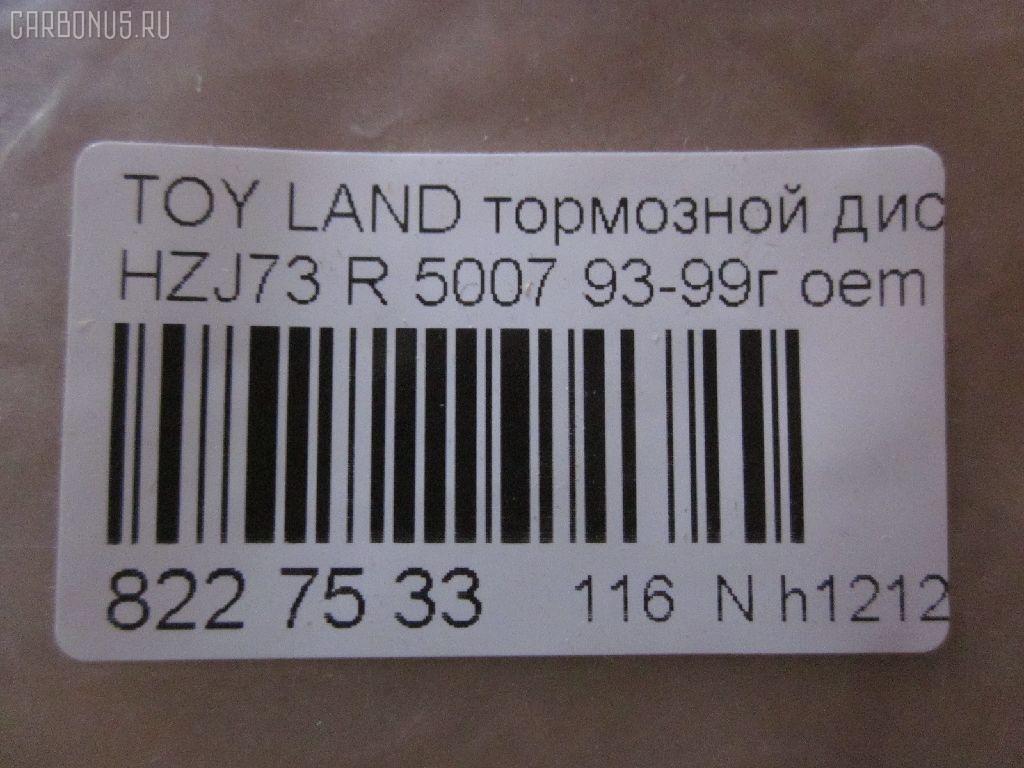 CARBONUS.RU
TOY LAND тормозной дис
HZJ73 R 5007 93-99г oem
822 75 33 116 N h1212